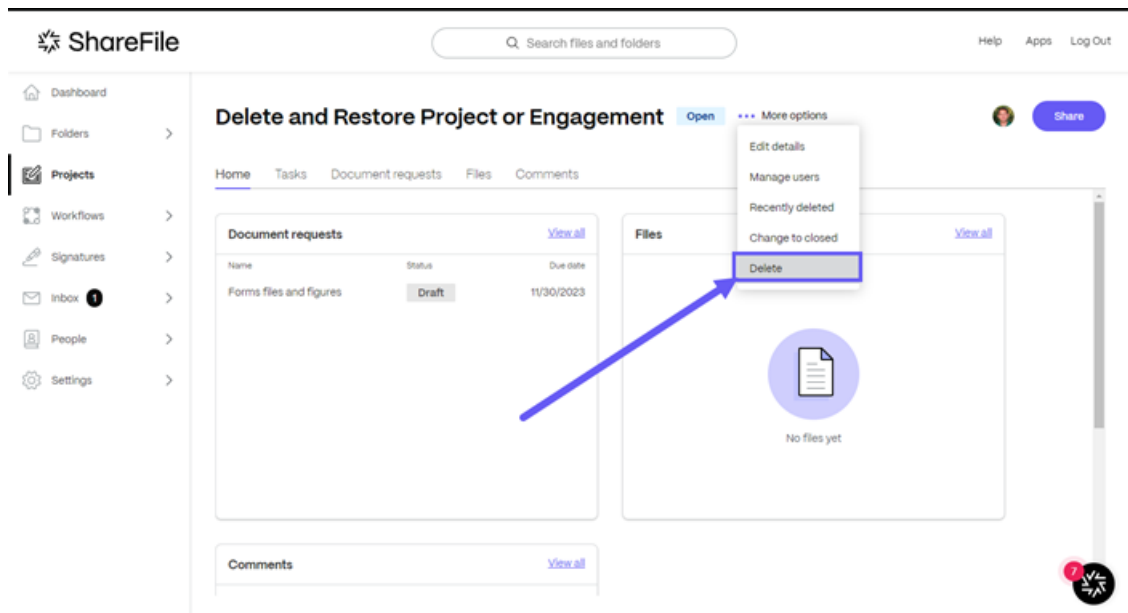 ShareFile
Search files and folders
Help Apps Log Out
Dashboard
Folders
Projects
Workflows
Signatures
Inbox 1
People
Settings
Delete and Restore Project or Engagement Open More options Share
Edit details
Manage users
Recently deleted
Change to closed
Delete
Home Tasks Document requests Files Comments
Document requests View all
Name Status Due date
Forms files and figures Draft 11/30/2023
Files View all
No files yet
Comments View all
7